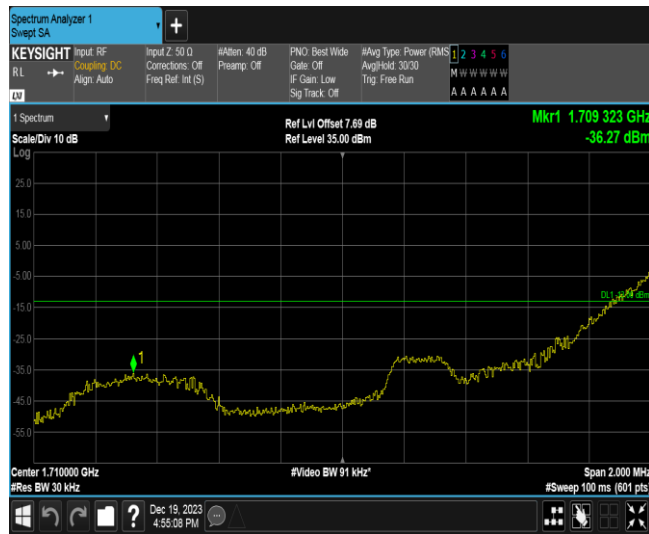 Spectrum Analyzer 1
Swept SA
KEYSIGHT
RL
LXI
Input: RF
Coupling: DC
Align: Auto
Input Z: 50 Ω
Corrections: Off
Freq Ref: Int (S)
#Atten: 40 dB
Preamp: Off
PNO: Best Wide
Gate: Off
IF Gain: Low
Sig Track: Off
#Avg Type: Power (RMS
Avg|Hold: 30/30
Trig: Free Run
1 2 3 4 5 6
M W W W W W
A A A A A A
1 Spectrum
Scale/Div 10 dB
Log
Ref Lvl Offset 7.69 dB
Ref Level 35.00 dBm
Mkr1 1.709 323 GHz
-36.27 dBm
25.0
15.0
5.00
-5.00
DL1 -13.00 dBm
-15.0
-25.0
1
-35.0
-45.0
-55.0
Center 1.710000 GHz
#Video BW 91 kHz*
Span 2.000 MHz
#Res BW 30 kHz
#Sweep 100 ms (601 pts
?
Dec 19, 2023
4:55:08 PM